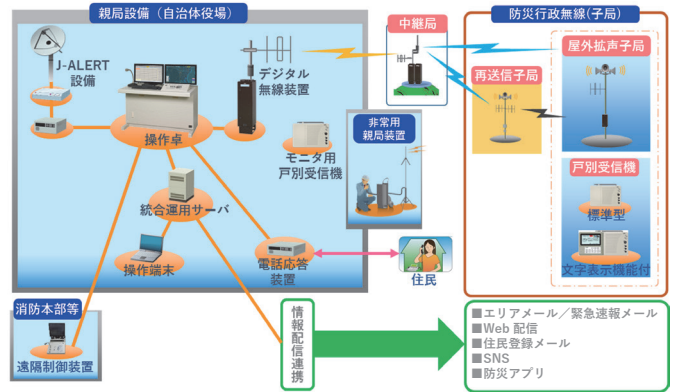 親局設備（自治体役場）
J-ALERT
設備
操作卓
デジタル
無線装置
モニタ用
戸別受信機
統合運用サーバ
操作端末
電話応答
装置
消防本部等
遠隔制御装置
中継局
非常用
親局装置
住民
情報配信連携
防災行政無線(子局)
再送信子局
屋外拡声子局
戸別受信機
標準型
文字表示機能付
■エリアメール／緊急速報メール
■Web 配信
■住民登録メール
■SNS
■防災アプリ